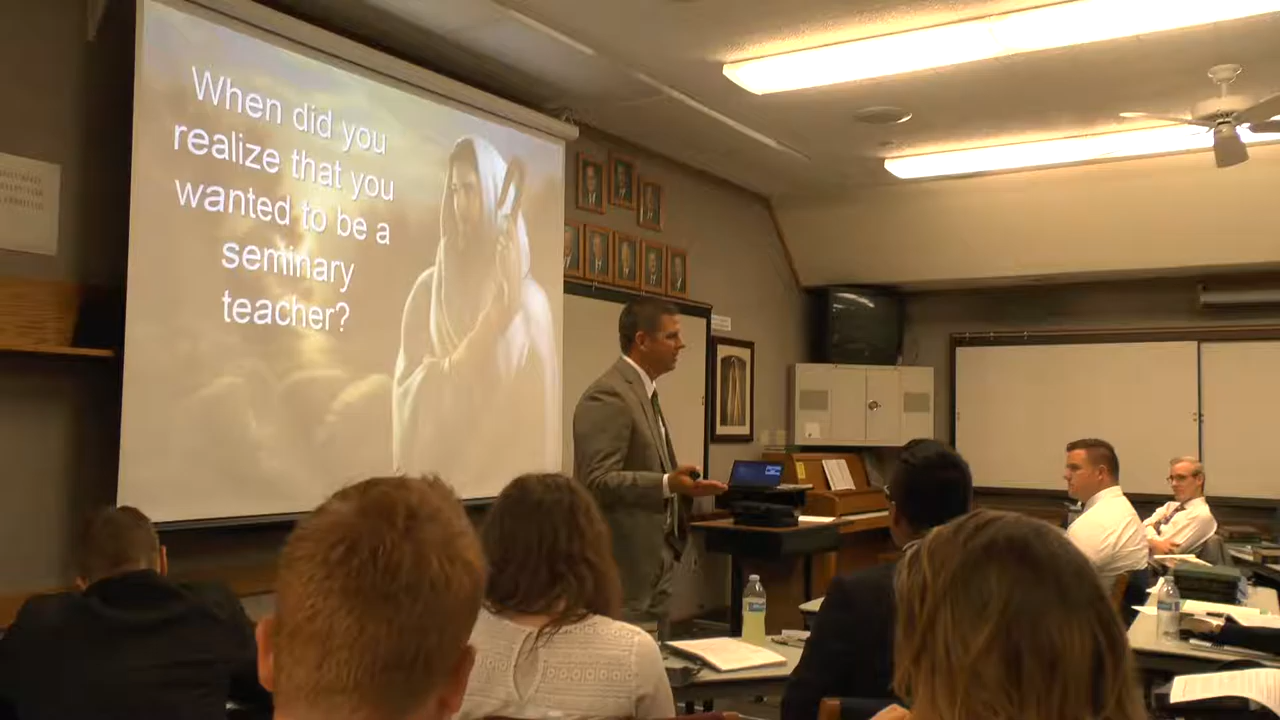 When did you
realize that you
wanted to be a
seminary
teacher?